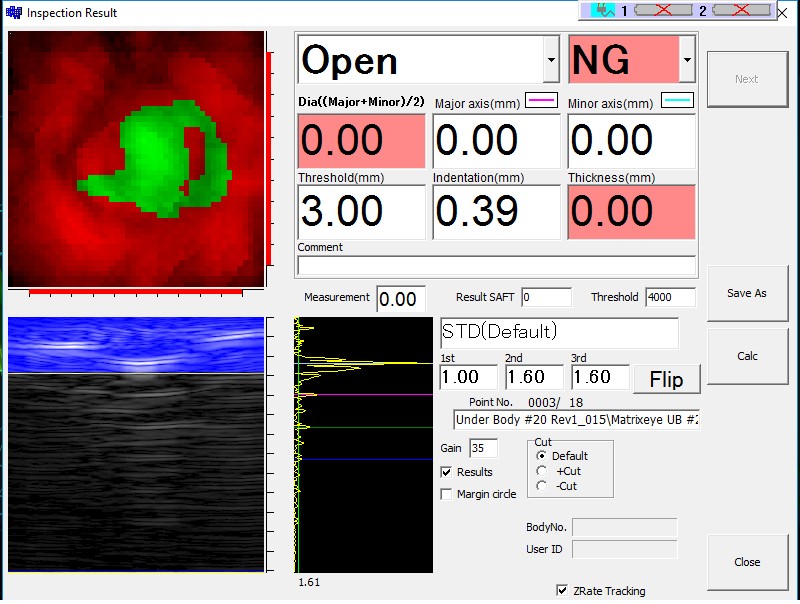 Inspection Result
1 2
Open NG
Next
Dia((Major+Minor)/2) Major axis(mm) Minor axis(mm)
0.00 0.00 0.00
Threshold(mm) Indentation(mm) Thickness(mm)
3.00 0.39 0.00
Comment
Measurement 0.00 Result SAFT 0 Threshold 4000
Save As
STD(Default)
Calc
1st 2nd 3rd
1.00 1.60 1.60 Flip
Point No. 0003/ 18
Under Body #20 Rev1_015\Matrixeye UB #2
Gain 35
Cut
Default
Results
+Cut
-Cut
Margin circle
BodyNo.
User ID
Close
1.61
ZRate Tracking